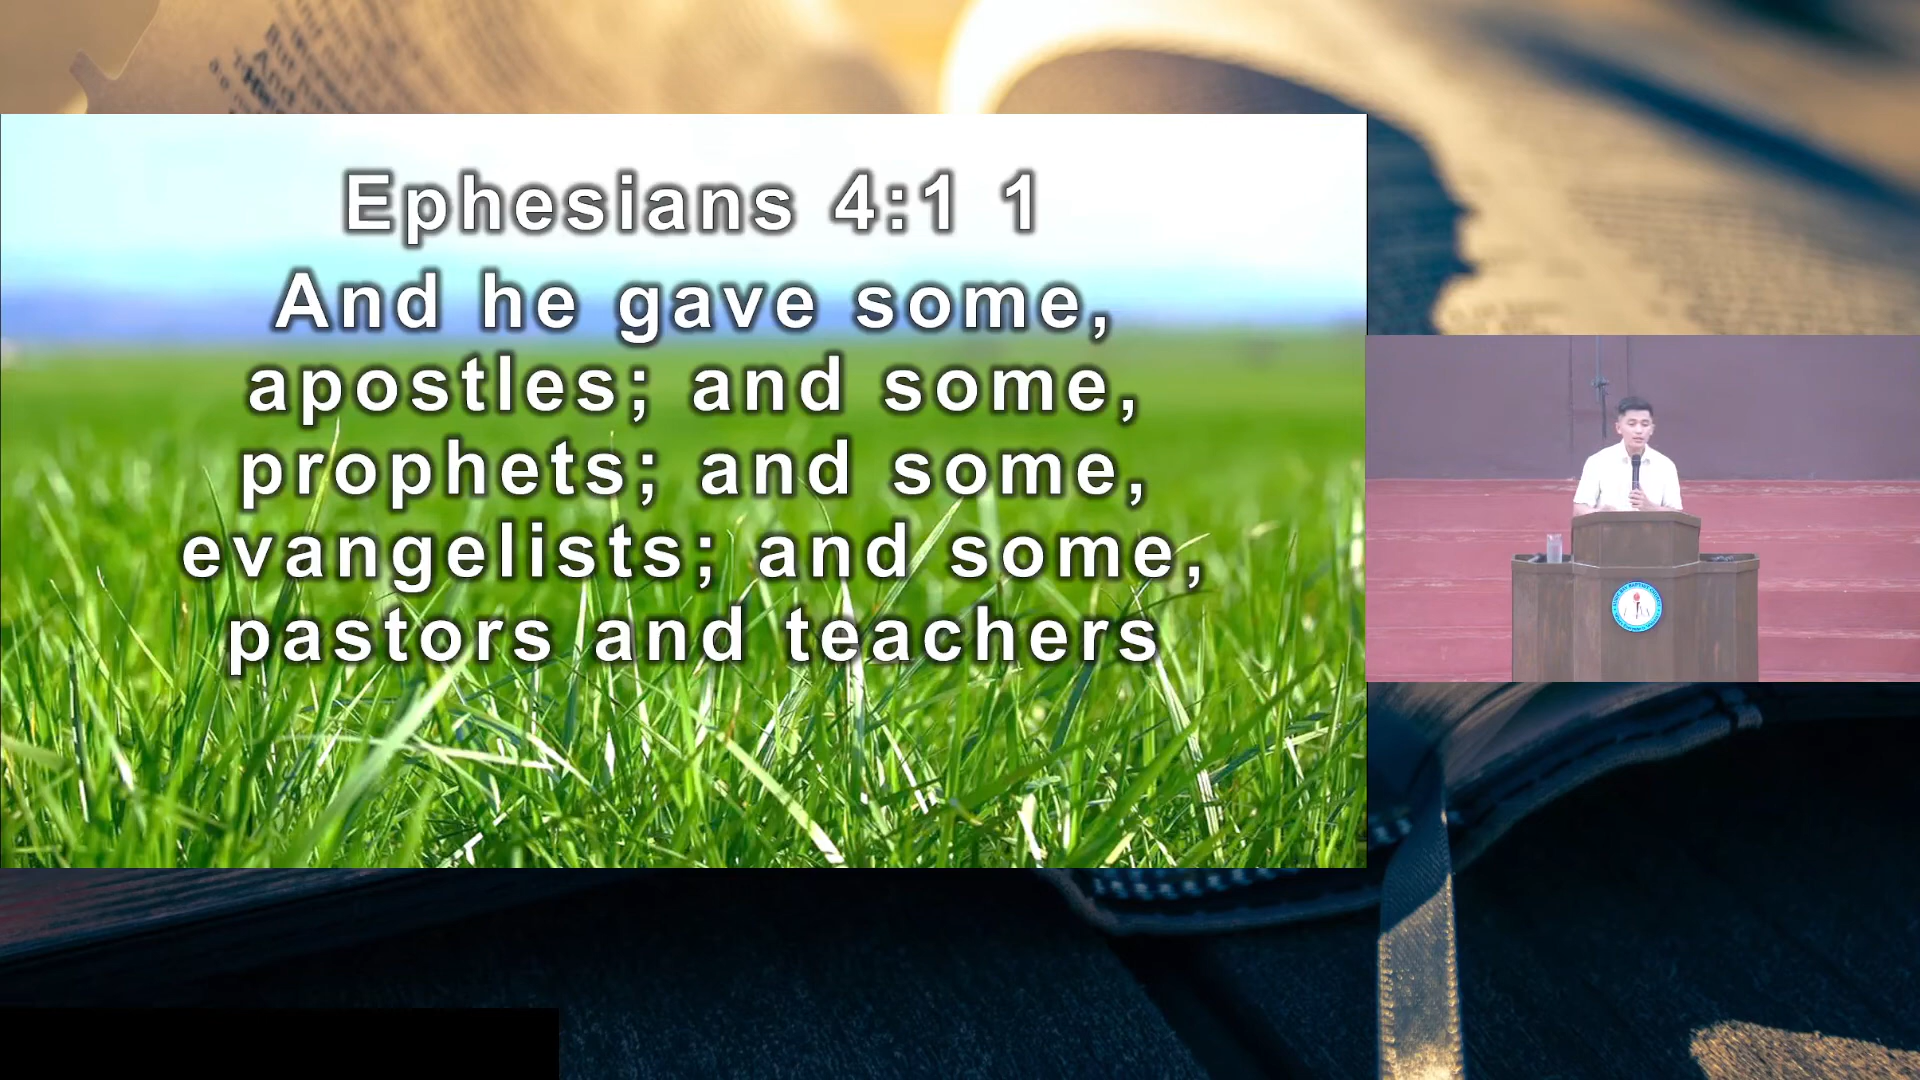 Ephesians 4:1 1
And he gave some,
apostles; and some,
prophets; and some,
evangelists; and some,
pastors and teachers